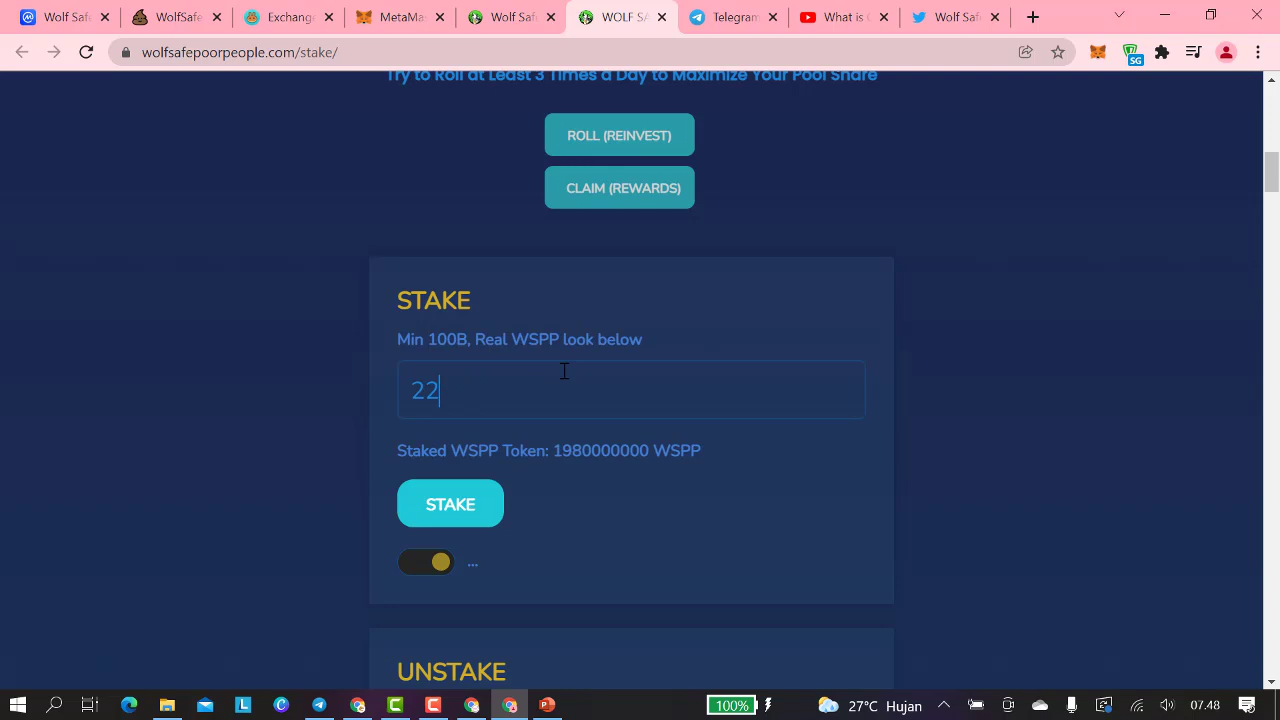 Wolf Safe
WolfSafe
Exchang
MetaMa
Wolf Saf
WOLF SA
Telegram
What is
Wolf Saf
wolfsafepoorpeople.com/stake/
SG
Try to Roll at Least 3 Times a Day to Maximize Your Pool Share
ROLL (REINVEST)
CLAIM (REWARDS)
STAKE
Min 100B, Real WSPP look below
22
Staked WSPP Token: 1980000000 WSPP
STAKE
...
UNSTAKE
100%
27°C Hujan
07.48